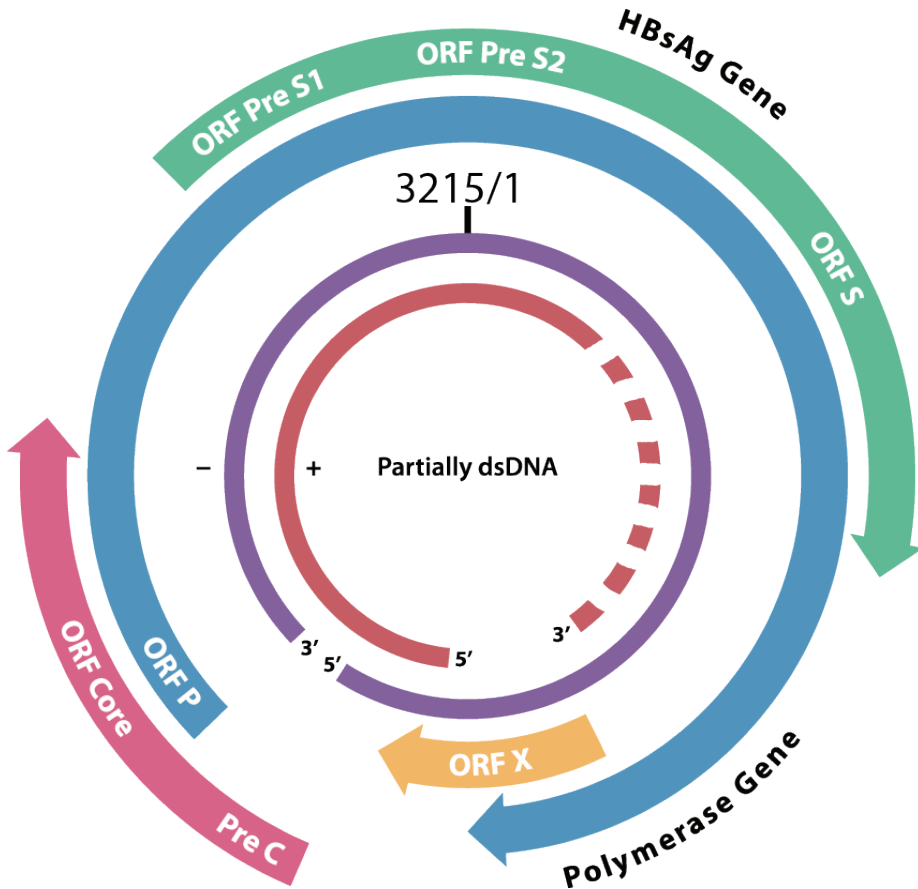 HBsAg Gene
ORF Pre S1
ORF Pre S2
ORF S
3215/1
–
+
Partially dsDNA
3′
5′
5′
3′
ORF P
ORF Core
Pre C
ORF X
Polymerase Gene